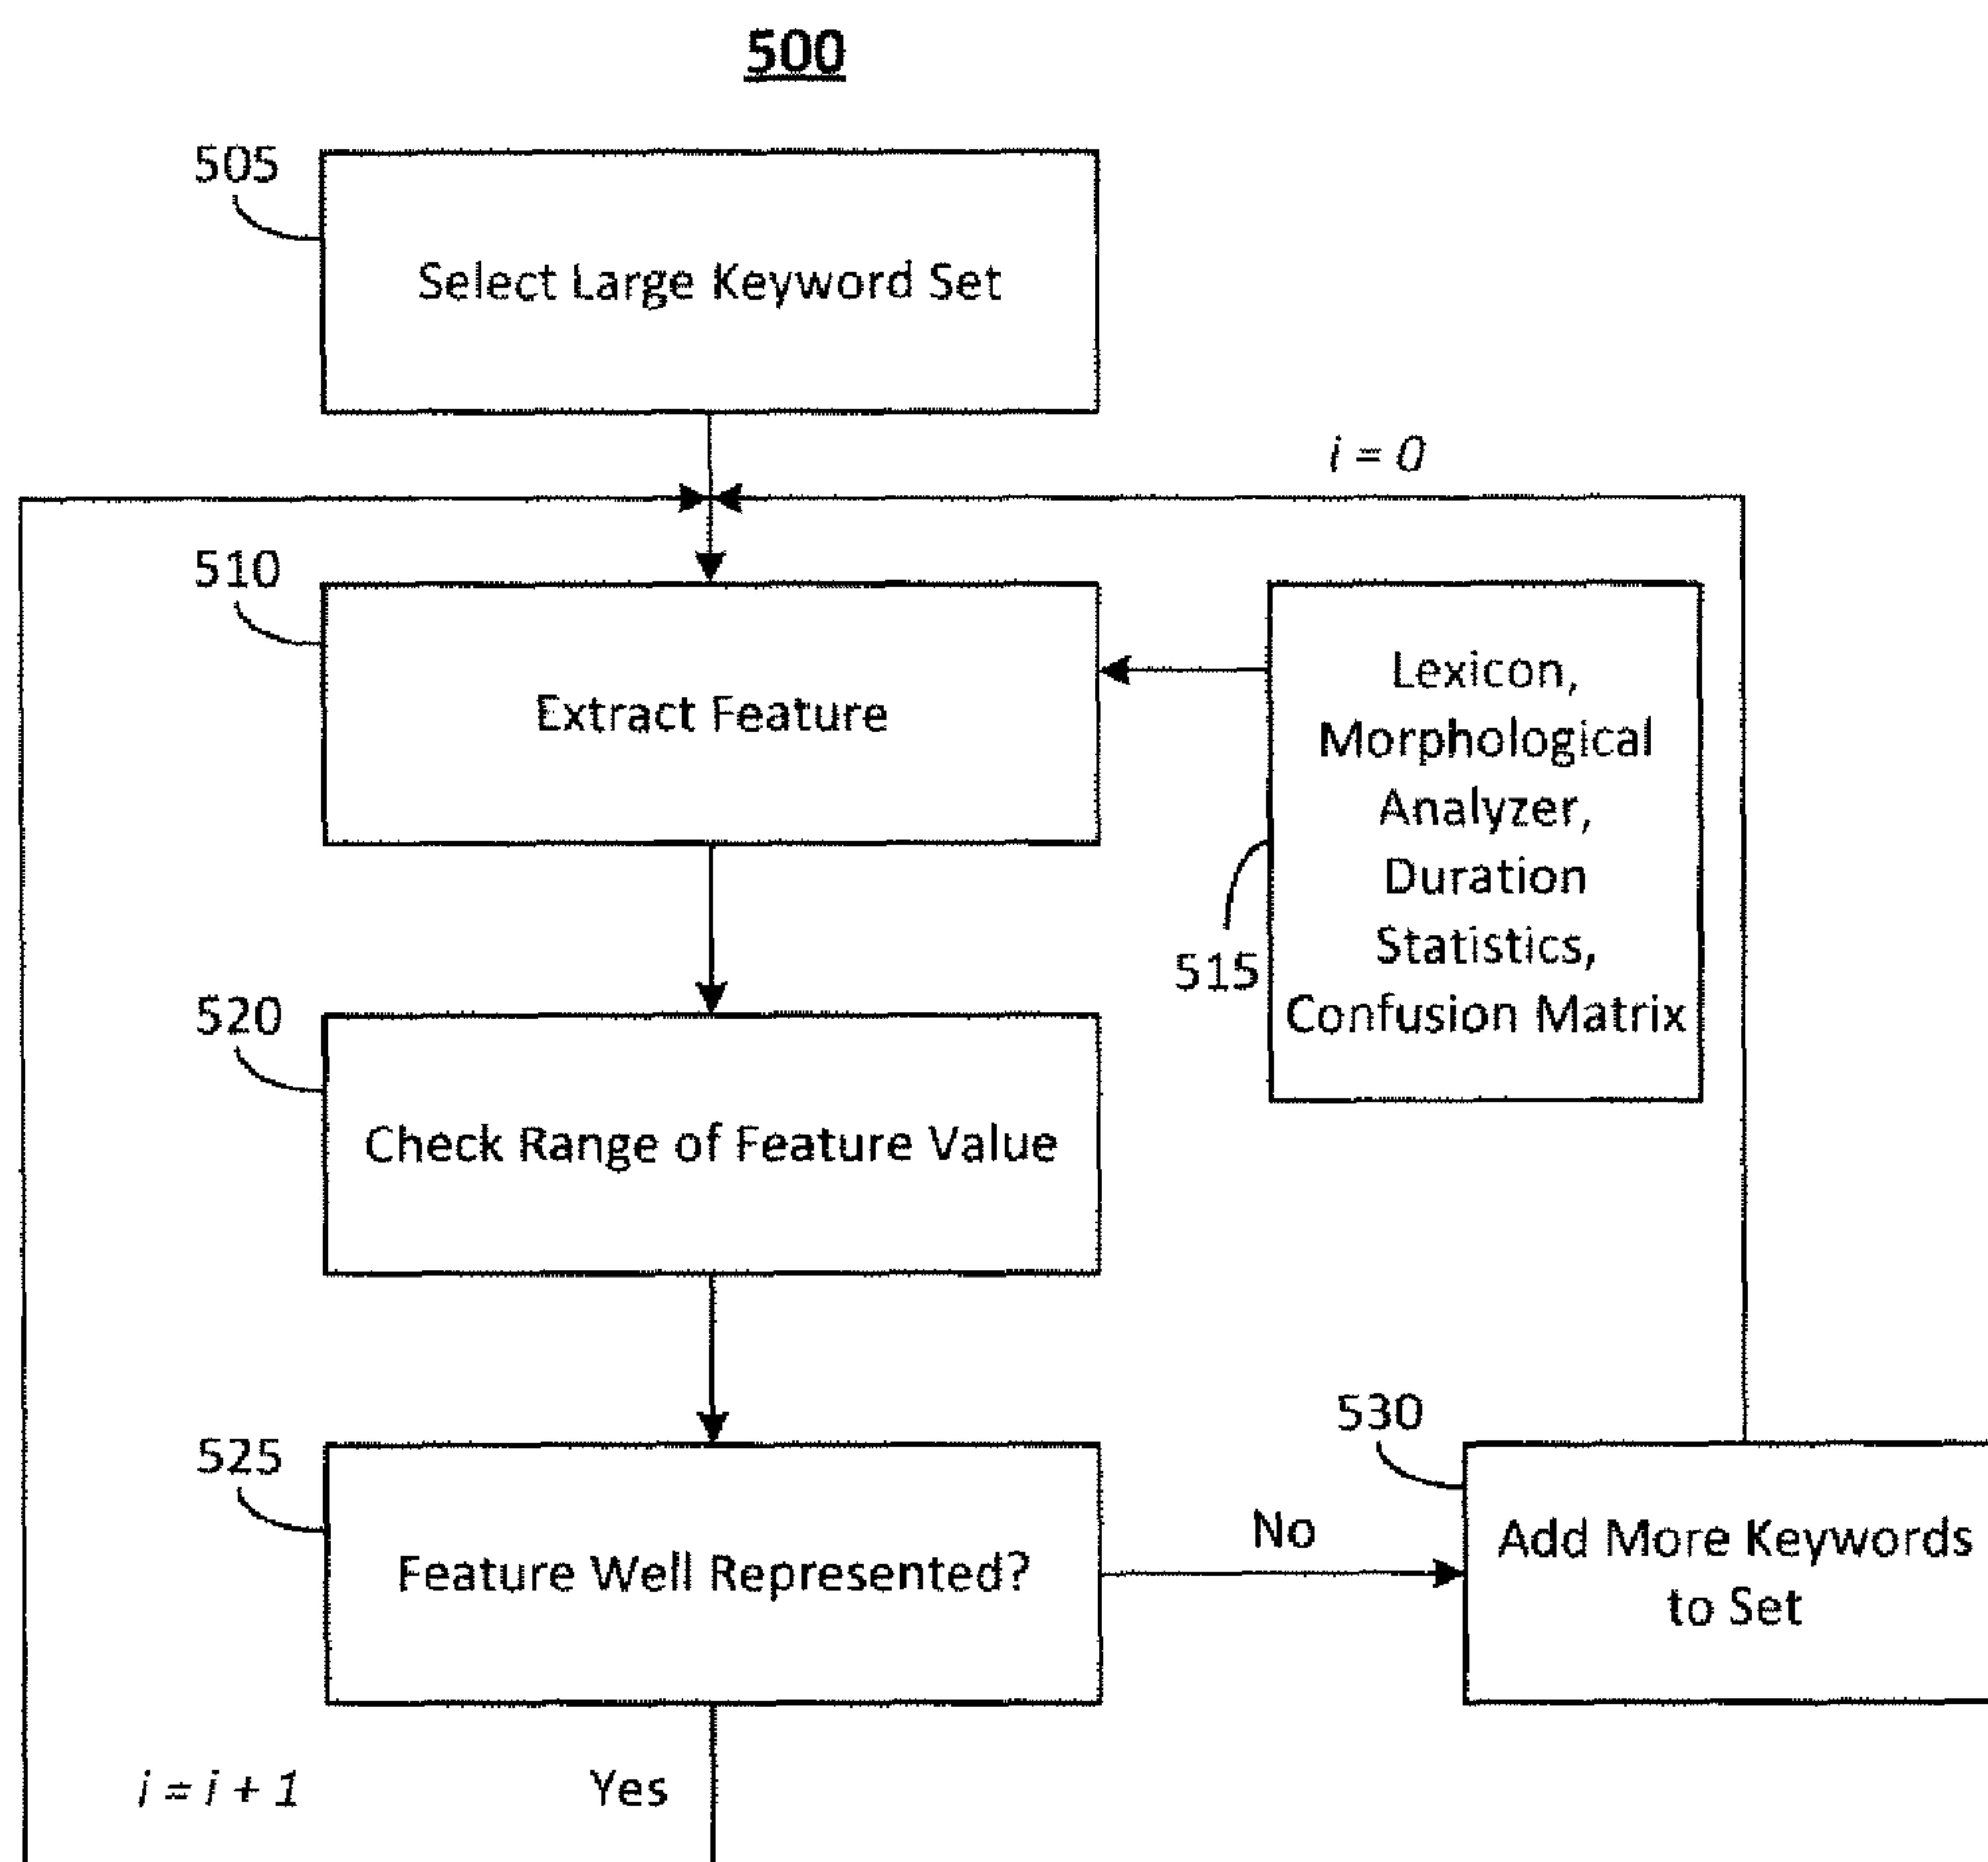 500
505
Select Large Keyword Set
i = 0
510
Extract Feature
Lexicon,
Morphological
Analyzer,
Duration
Statistics,
Confusion Matrix
515
520
Check Range of Feature Value
525
Feature Well Represented?
No
530
Add More Keywords
to Set
i = i + 1
Yes